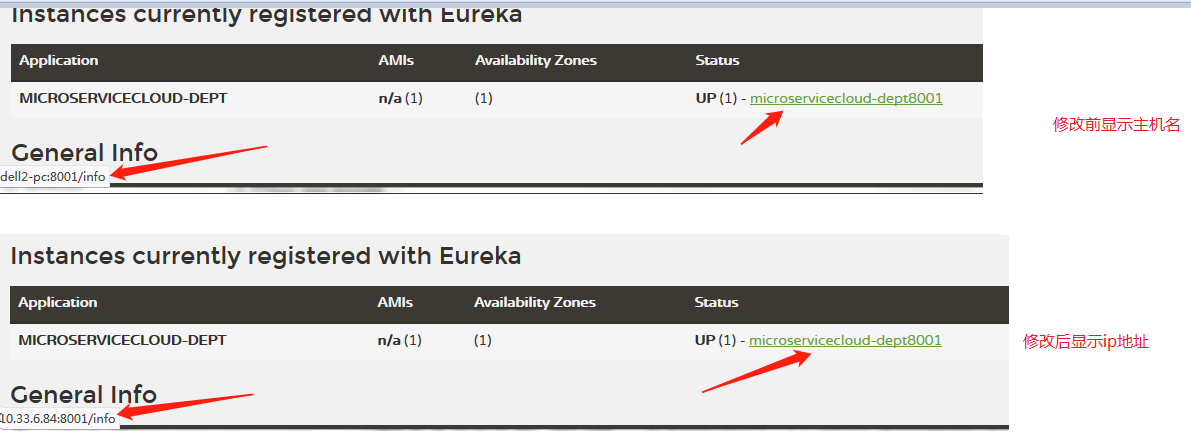 Instances currently registered with Eureka
Application AMIs Availability Zones Status
MICROSERVICECLOUD-DEPT n/a (1) (1) UP (1) - microservicecloud-dept8001
修改前显示主机名
General Info
dell2-pc:8001/info
Instances currently registered with Eureka
Application AMIs Availability Zones Status
MICROSERVICECLOUD-DEPT n/a (1) (1) UP (1) - microservicecloud-dept8001
修改后显示ip地址
General Info
10.33.6.84:8001/info